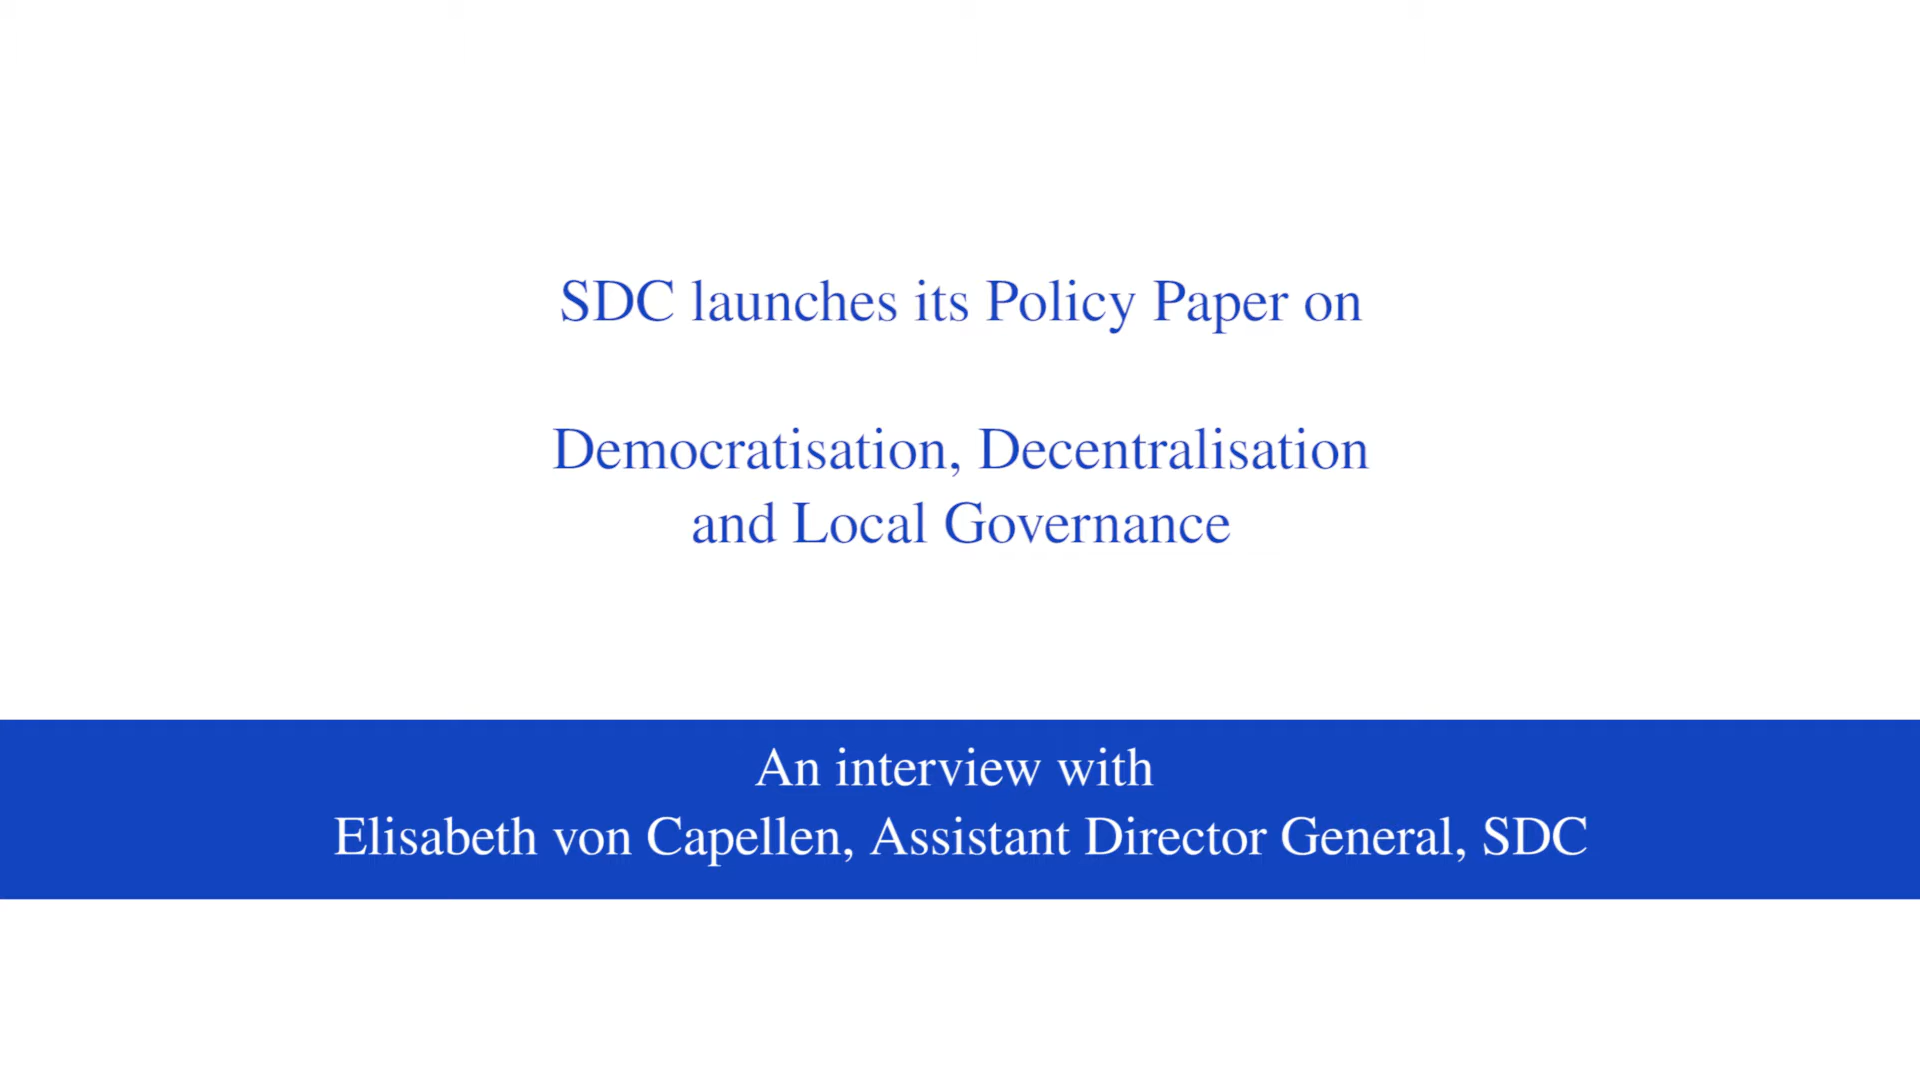 SDC launches its Policy Paper on
Democratisation, Decentralisation
and Local Governance
An interview with
Elisabeth von Capellen, Assistant Director General, SDC